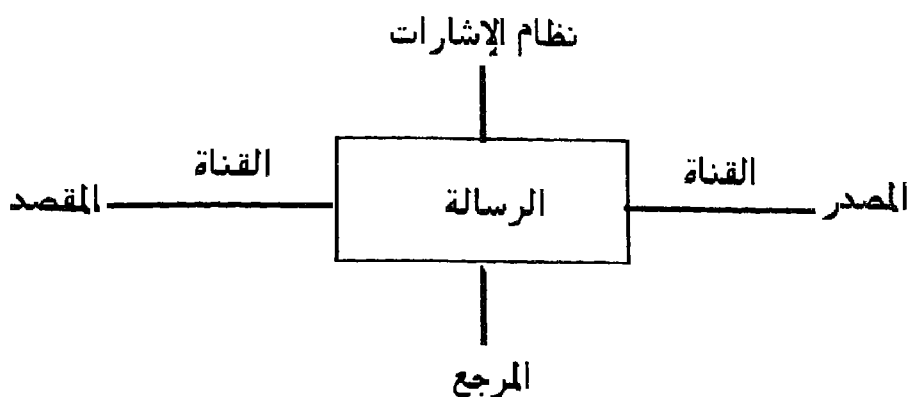 نظام الإشارات
القناة
القناة
المصدر
الرسالة
المقصد
المرجع